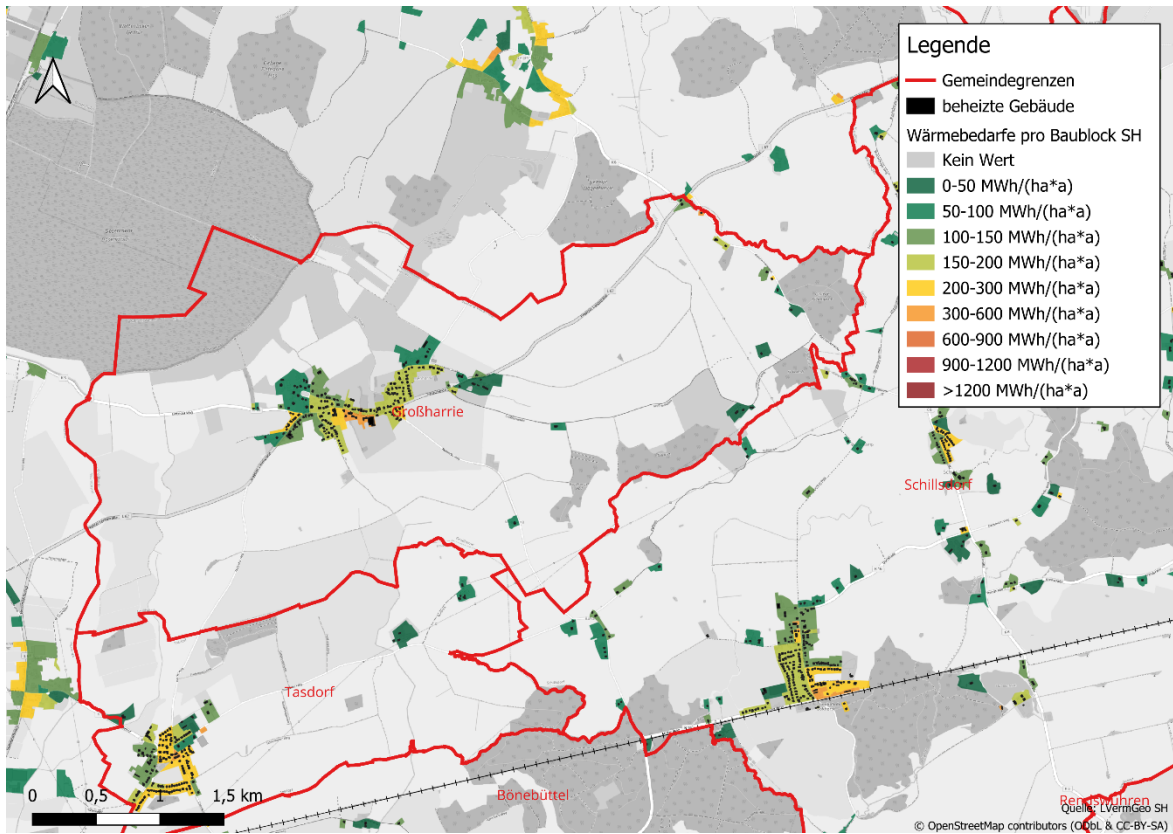 Legende
Gemeindegrenzen
beheizte Gebäude
Wärmebedarfe pro Baublock SH
Kein Wert
0-50 MWh/(ha*a)
50-100 MWh/(ha*a)
100-150 MWh/(ha*a)
150-200 MWh/(ha*a)
200-300 MWh/(ha*a)
300-600 MWh/(ha*a)
600-900 MWh/(ha*a)
900-1200 MWh/(ha*a)
>1200 MWh/(ha*a)
Großharrie
Schillsdorf
Tasdorf
Bönebüttel
0 0,5 1 1,5 km
Quelle: LVermGeo SH
© OpenStreetMap contributors (ODbL & CC-BY-SA)